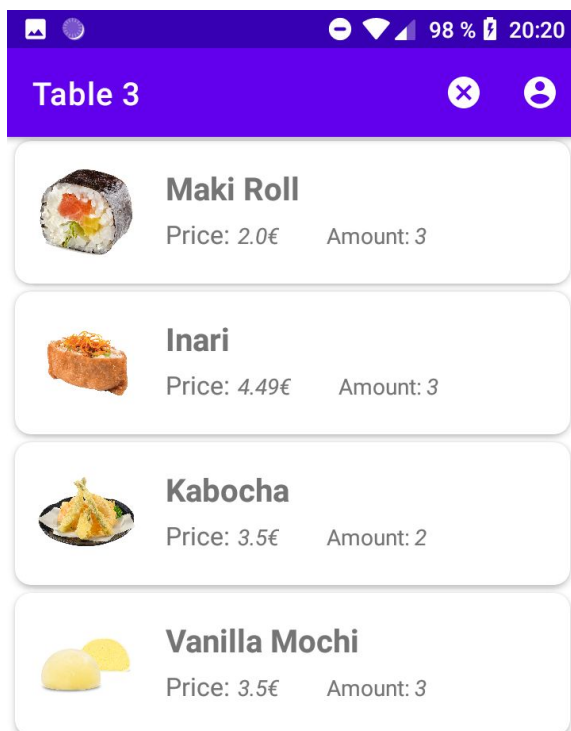 98 % 20:20
Table 3
Maki Roll
Price: 2.0€ Amount: 3
Inari
Price: 4.49€ Amount: 3
Kabocha
Price: 3.5€ Amount: 2
Vanilla Mochi
Price: 3.5€ Amount: 3